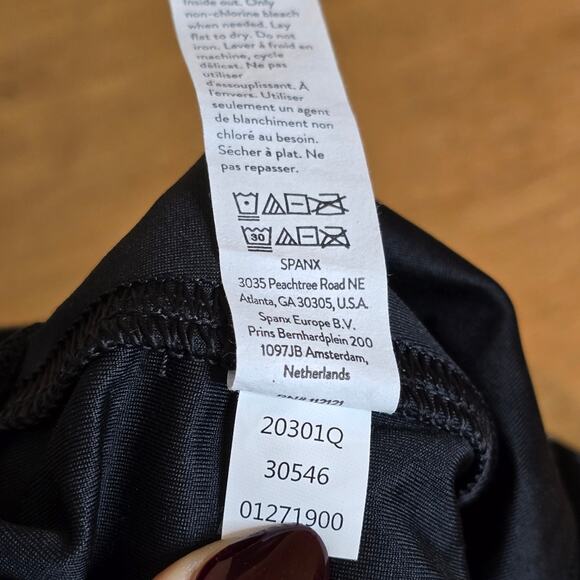 inside out. Only
non-chlorine bleach
when needed. Lay
flat to dry. Do not
iron. Laver à froid en
machine, cycle
délicat. Ne pas
utiliser
d'assouplissant. À
l'envers. Utiliser
seulement un agent
de blanchiment non
chloré au besoin.
Sécher à plat. Ne
pas repasser.
30
SPANX
3035 Peachtree Road NE
Atlanta, GA 30305, U.S.A.
Spanx Europe B.V.
Prins Bernhardplein 200
1097JB Amsterdam,
Netherlands
20301Q
30546
01271900